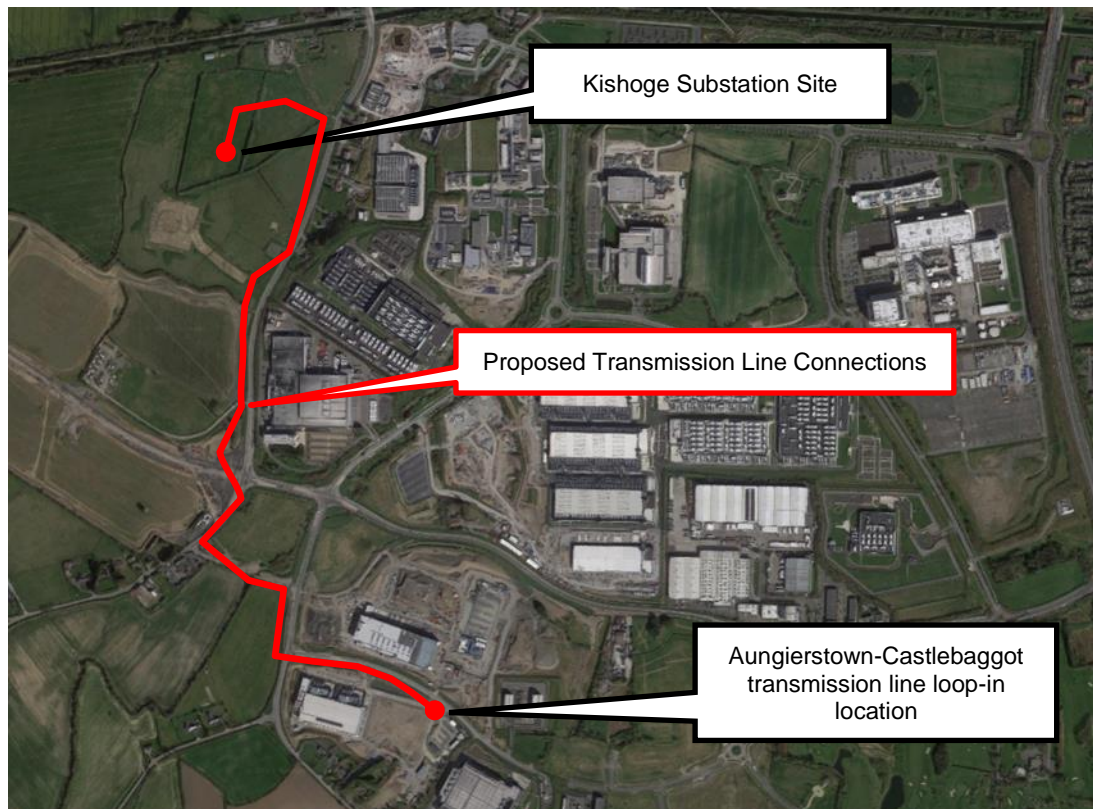 Kishoge Substation Site
Proposed Transmission Line Connections
Aungierstown-Castlebaggot
transmission line loop-in
location